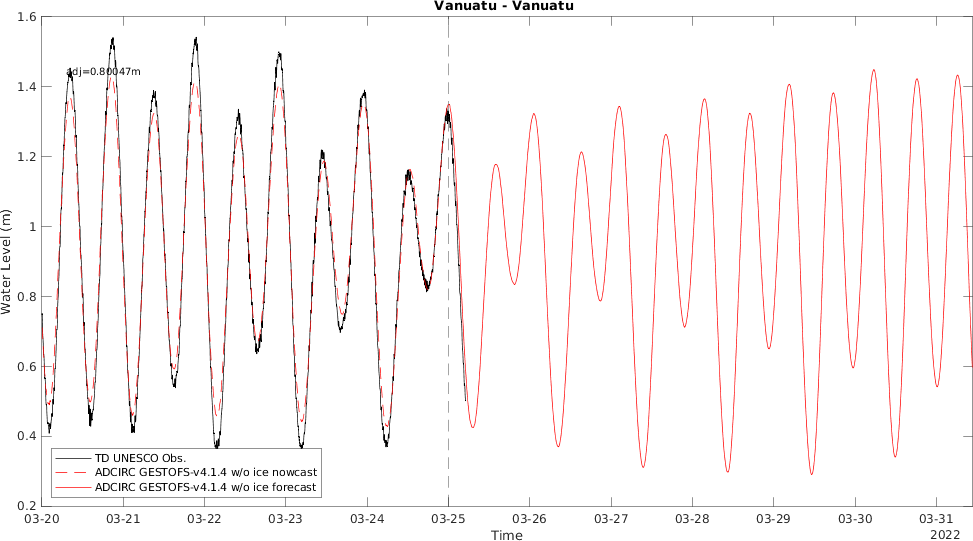 Vanuatu - Vanuatu
1.6
adj=0.80047m
1.4
1.2
1
0.8
0.6
0.4
0.2
Water Level (m)
TD UNESCO Obs.
ADCIRC GESTOFS-v4.1.4 w/o ice nowcast
ADCIRC GESTOFS-v4.1.4 w/o ice forecast
03-20 03-21 03-22 03-23 03-24 03-25 03-26 03-27 03-28 03-29 03-30 03-31
Time
2022